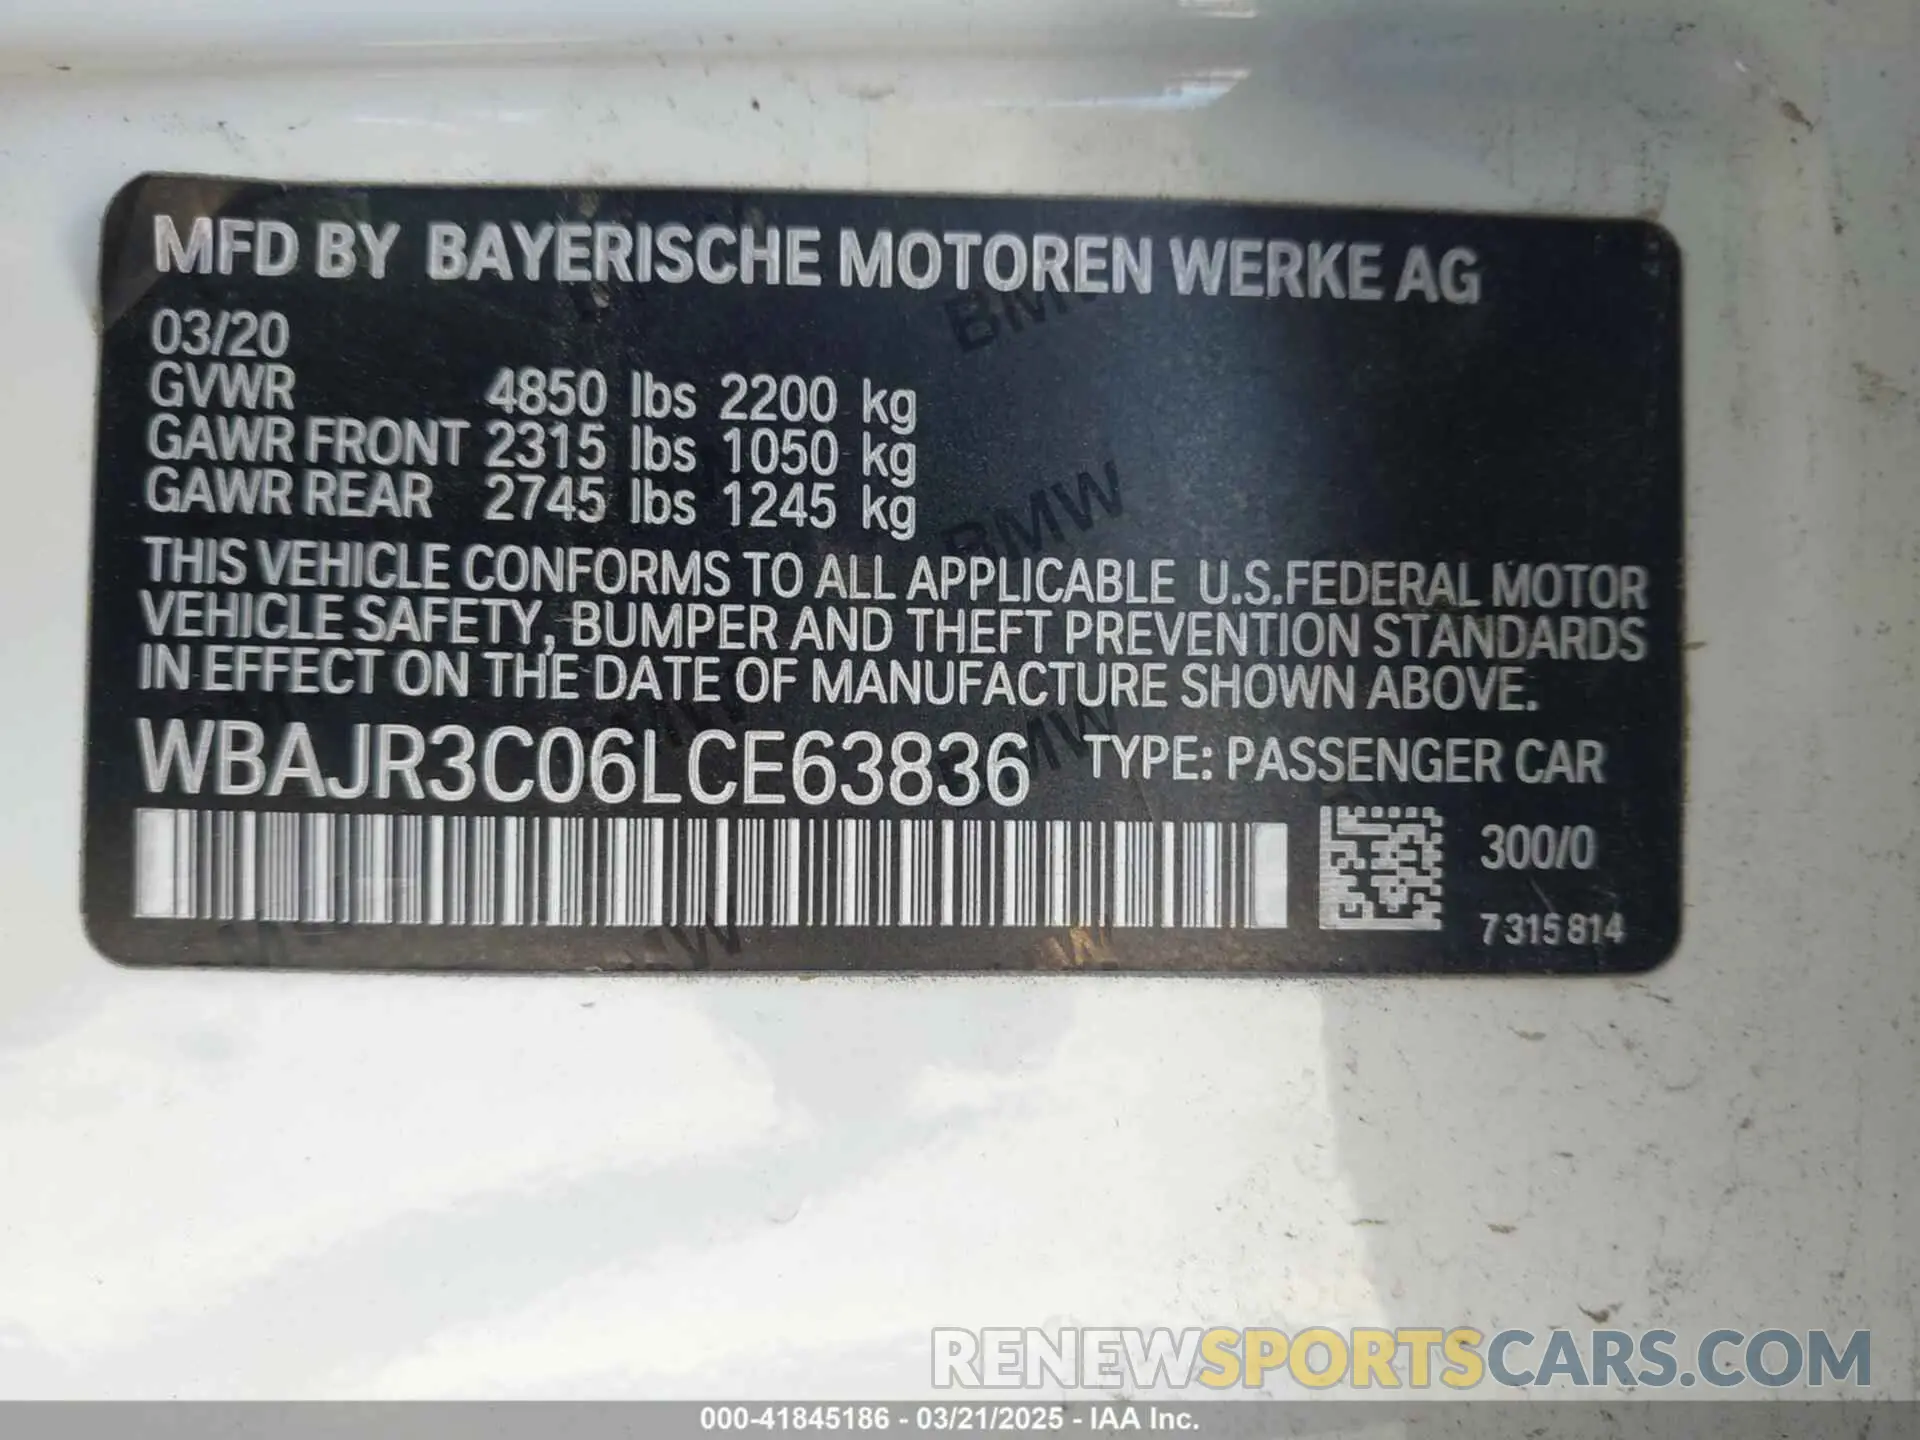 MFD BY BAYERISCHE MOTOREN WERKE AG
03/20
GVWR 4850 lbs 2200 kg
GAWR FRONT 2315 lbs 1050 kg
GAWR REAR 2745 lbs 1245 kg
THIS VEHICLE CONFORMS TO ALL APPLICABLE U.S.FEDERAL MOTOR
VEHICLE SAFETY, BUMPER AND THEFT PREVENTION STANDARDS
IN EFFECT ON THE DATE OF MANUFACTURE SHOWN ABOVE.
WBAJR3C06LCE63836 TYPE: PASSENGER CAR
300/0
7 315 814
RENEWSPORTSCARS.COM
000-41845186 - 03/21/2025 - IAA Inc.